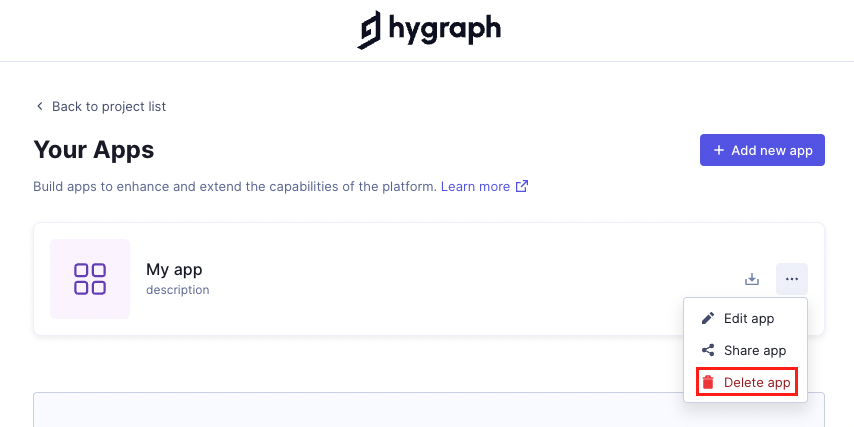 hygraph
Back to project list
Your Apps
Add new app
Build apps to enhance and extend the capabilities of the platform. Learn more
My app
description
Edit app
Share app
Delete app